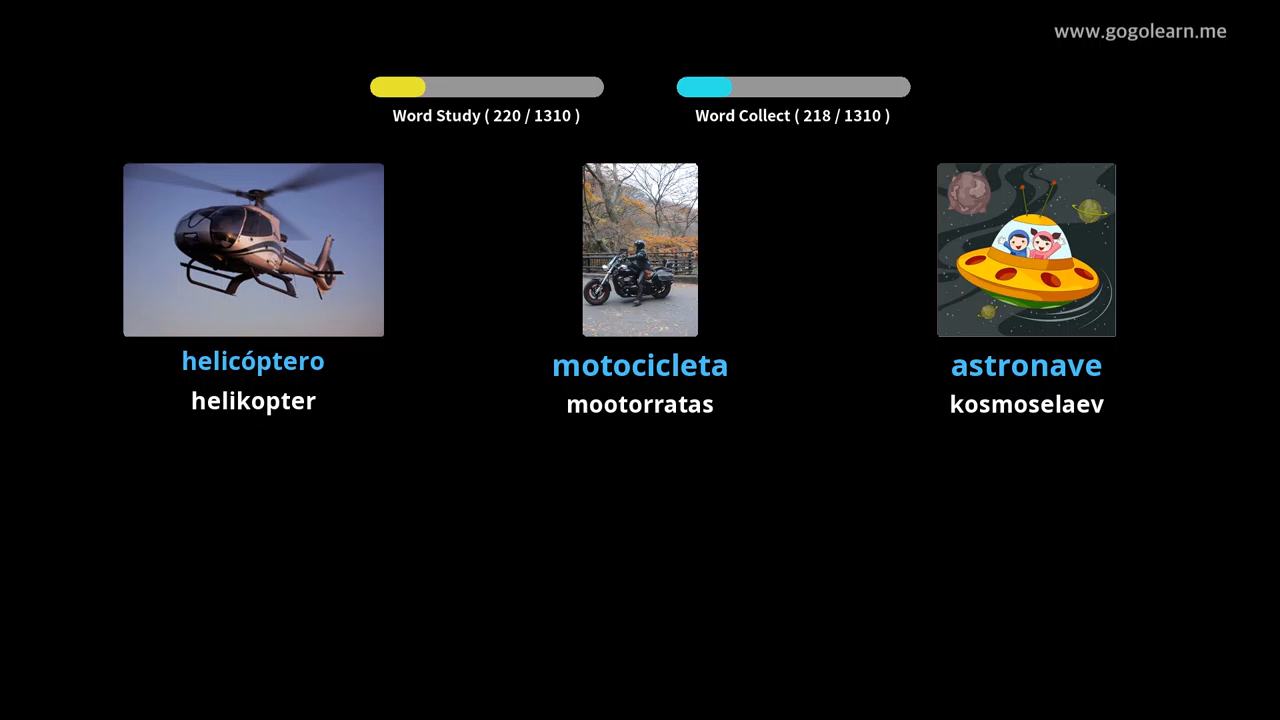 www.gogolearn.me
Word Study ( 220 / 1310 )
Word Collect ( 218 / 1310 )
helicóptero
helikopter
motocicleta
mootorratas
astronave
kosmoselaev